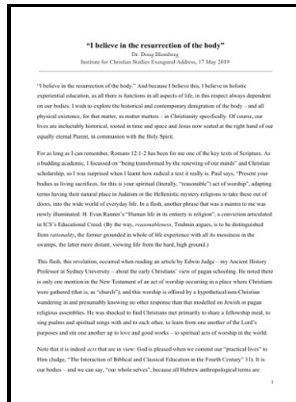 “I believe in the resurrection of the body”
Dr. Doug Blomberg
Institute for Christian Studies Exaugural Address, 17 May 2019
“I believe in the resurrection of the body.” And because I believe this, I believe in holistic
experiential education, as all there is functions in all aspects of life, in this respect always dependent
on our bodies. I wish to explore the historical and contemporary denigration of the body – and all
physical existence, for that matter, as matter matters – in Christianity specifically. Of course, our
lives are ineluctably historical, rooted in time and space and Jesus now seated at the right hand of our
equally eternal Parent, in communion with the Holy Spirit.
For as long as I can remember, Romans 12:1-2 has been for me one of the key texts of Scripture. As
a budding academic, I focussed on “being transformed by the renewing of our minds” and Christian
scholarship, so I was surprised when I learnt how radical a text it really is. Paul says, “Present your
bodies as living sacrifices, for this is your spiritual (literally, “reasonable”) act of worship”, adapting
terms having their natural place in Judaism or the Hellenistic mystery religions to take these out of
doors, into the wide world of everyday life. In a flash, another phrase that was a mantra to me was
newly illuminated: H. Evan Runner’s “Human life in its entirety is religion”, a conviction articulated
in ICS’s Educational Creed. (By the way, reasonableness, Toulmin argues, is to be distinguished
from rationality, the former grounded in whole of life experience with all its messiness in the
swamps, the latter more distant, viewing life from the hard, high ground.)
This flash, this revelation, occurred when reading an article by Edwin Judge – my Ancient History
Professor at Sydney University – about the early Christians’ view of pagan schooling. He noted there
is only one mention in the New Testament of an act of worship occurring in a place where Christians
were gathered (that is, as “church”), and this worship is offered by a hypothetical non-Christian
wandering in and presumably knowing no other response than that modelled on Jewish or pagan
religious assemblies. He was shocked to find Christians met primarily to share a fellowship meal, to
sing psalms and spiritual songs with and to each other, to learn from one another of the Lord’s
purposes and stir one another up to love and good works – to spiritual acts of worship in the world.
Note that it is indeed acts that are in view: God is pleased when we commit our “bodily lives” to
Him (Judge, “The Interaction of Biblical and Classical Education in the Fourth Century” 31). It is
our bodies – and we can say, “our whole selves”, because all Hebrew anthropological terms are
1